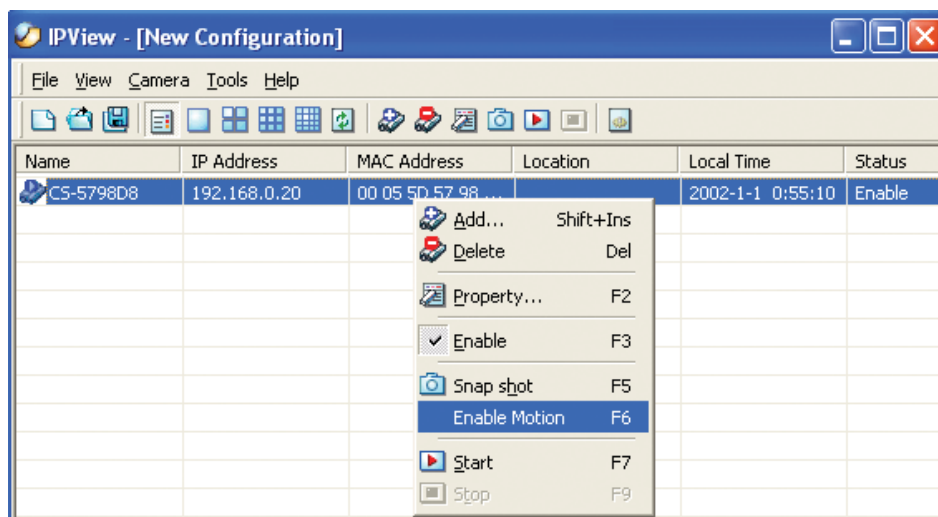 IPView - [New Configuration]
File View Camera Tools Help
Name IP Address MAC Address Location Local Time Status
CS-5798D8 192.168.0.20 00 05 5D 57 98 ... 2002-1-1 0:55:10 Enable
Add... Shift+Ins
Delete Del
Property... F2
Enable F3
Snap shot F5
Enable Motion F6
Start F7
Stop F9